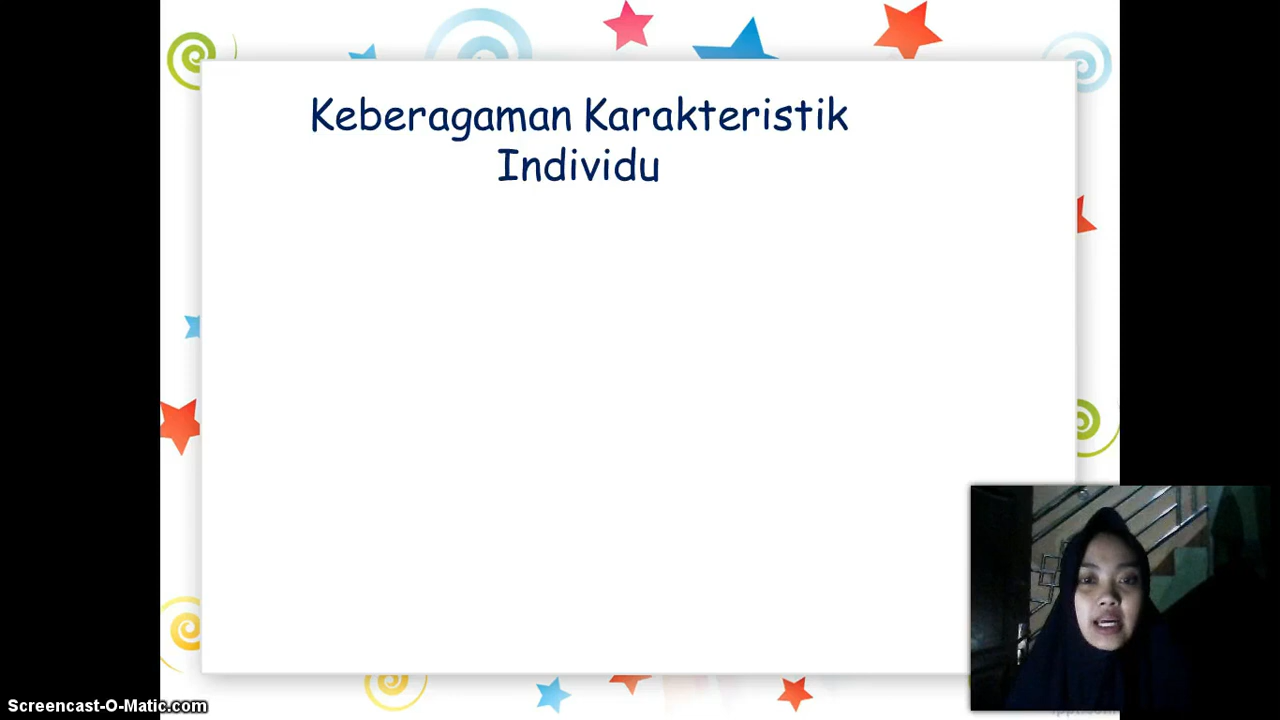 Keberagaman Karakteristik
Individu
Screencast-O-Matic.com